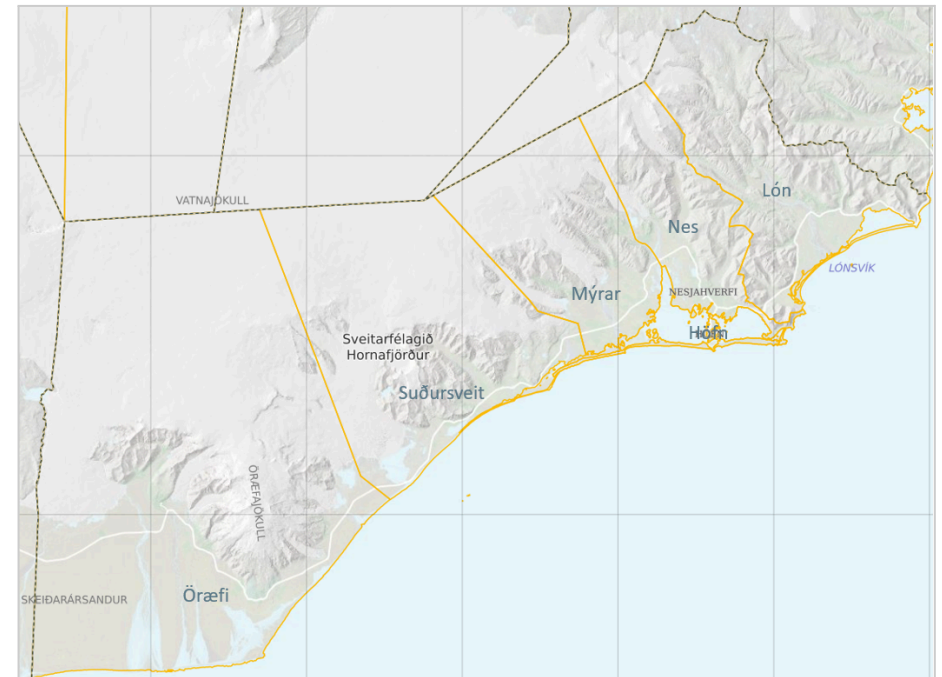 Lón
VATNAJÖKULL
Nes
LÓNSVÍK
Mýrar
NESJAHVERFI
Höfn
Sveitarfélagið
Hornafjörður
Suðursveit
ÖRÆFAJÖKULL
Öræfi
SKEIÐARÁRSANDUR